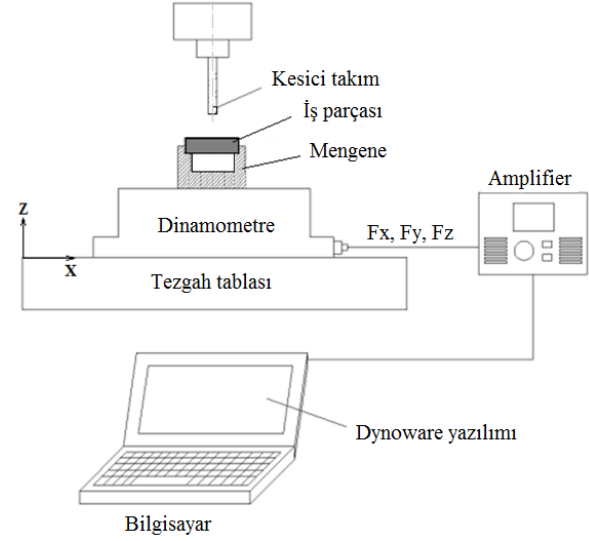 Kesici takım
İş parçası
Mengene
Amplifier
Z
Dinamometre
Fx, Fy, Fz
X
Tezgah tablası
Dynoware yazılımı
Bilgisayar